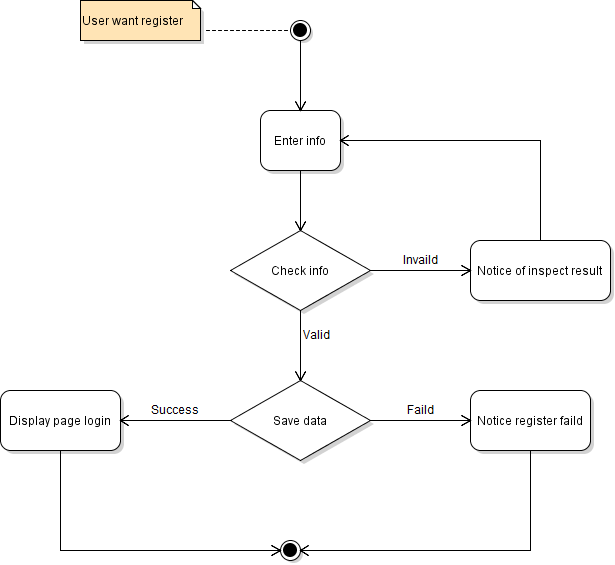 User want register
Enter info
Check info
Invaild
Notice of inspect result
Valid
Display page login
Success
Save data
Faild
Notice register faild